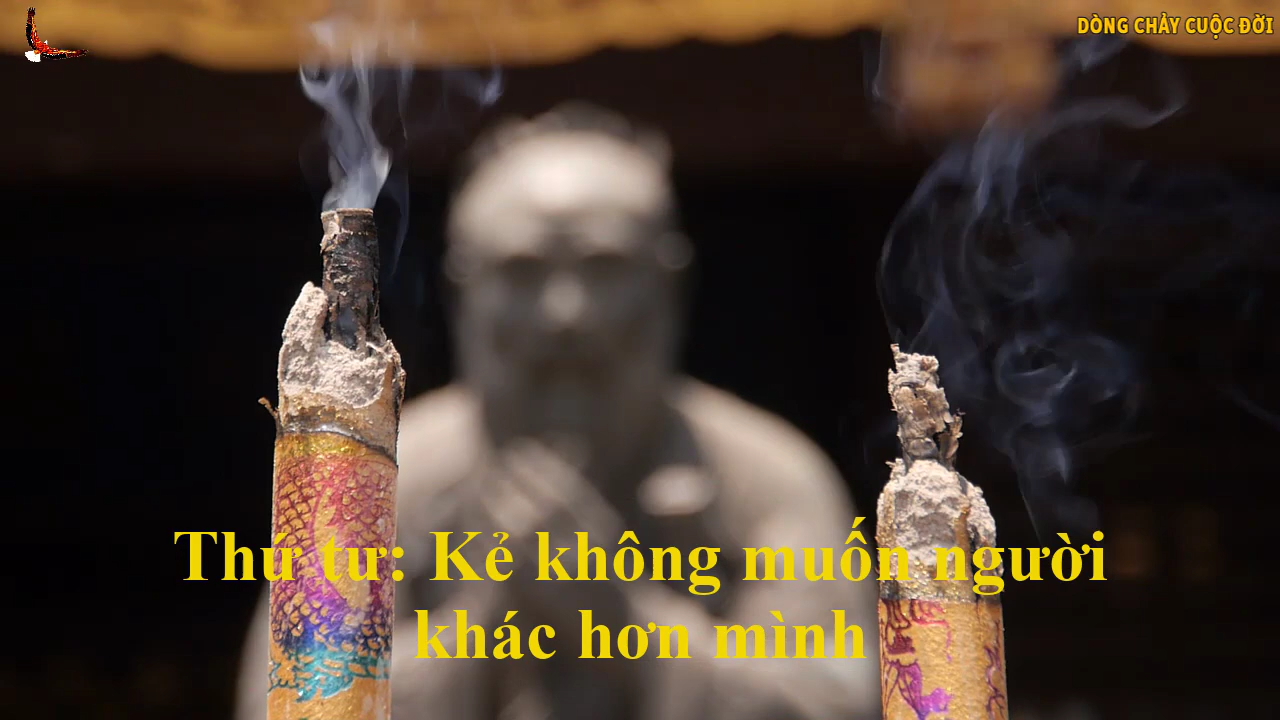 DÒNG CHẢY CUỘC ĐỜI
Thứ tư: Kẻ không muốn người
khác hơn mình